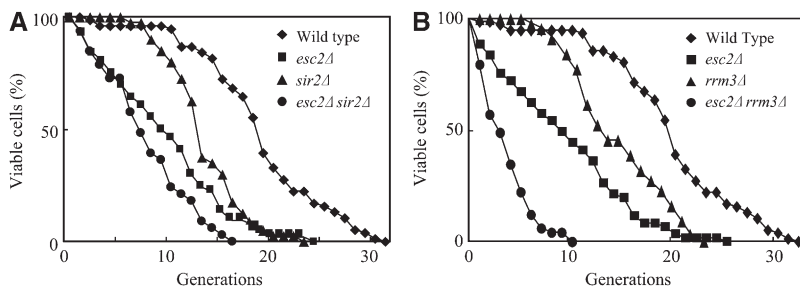 A
100
50
0
Viable cells (%)
0
10
20
30
Generations
Wild type
esc2Δ
sir2Δ
esc2Δ sir2Δ
B
100
50
0
Viable cells (%)
0
10
20
30
Generations
Wild Type
esc2Δ
rrm3Δ
esc2Δ rrm3Δ